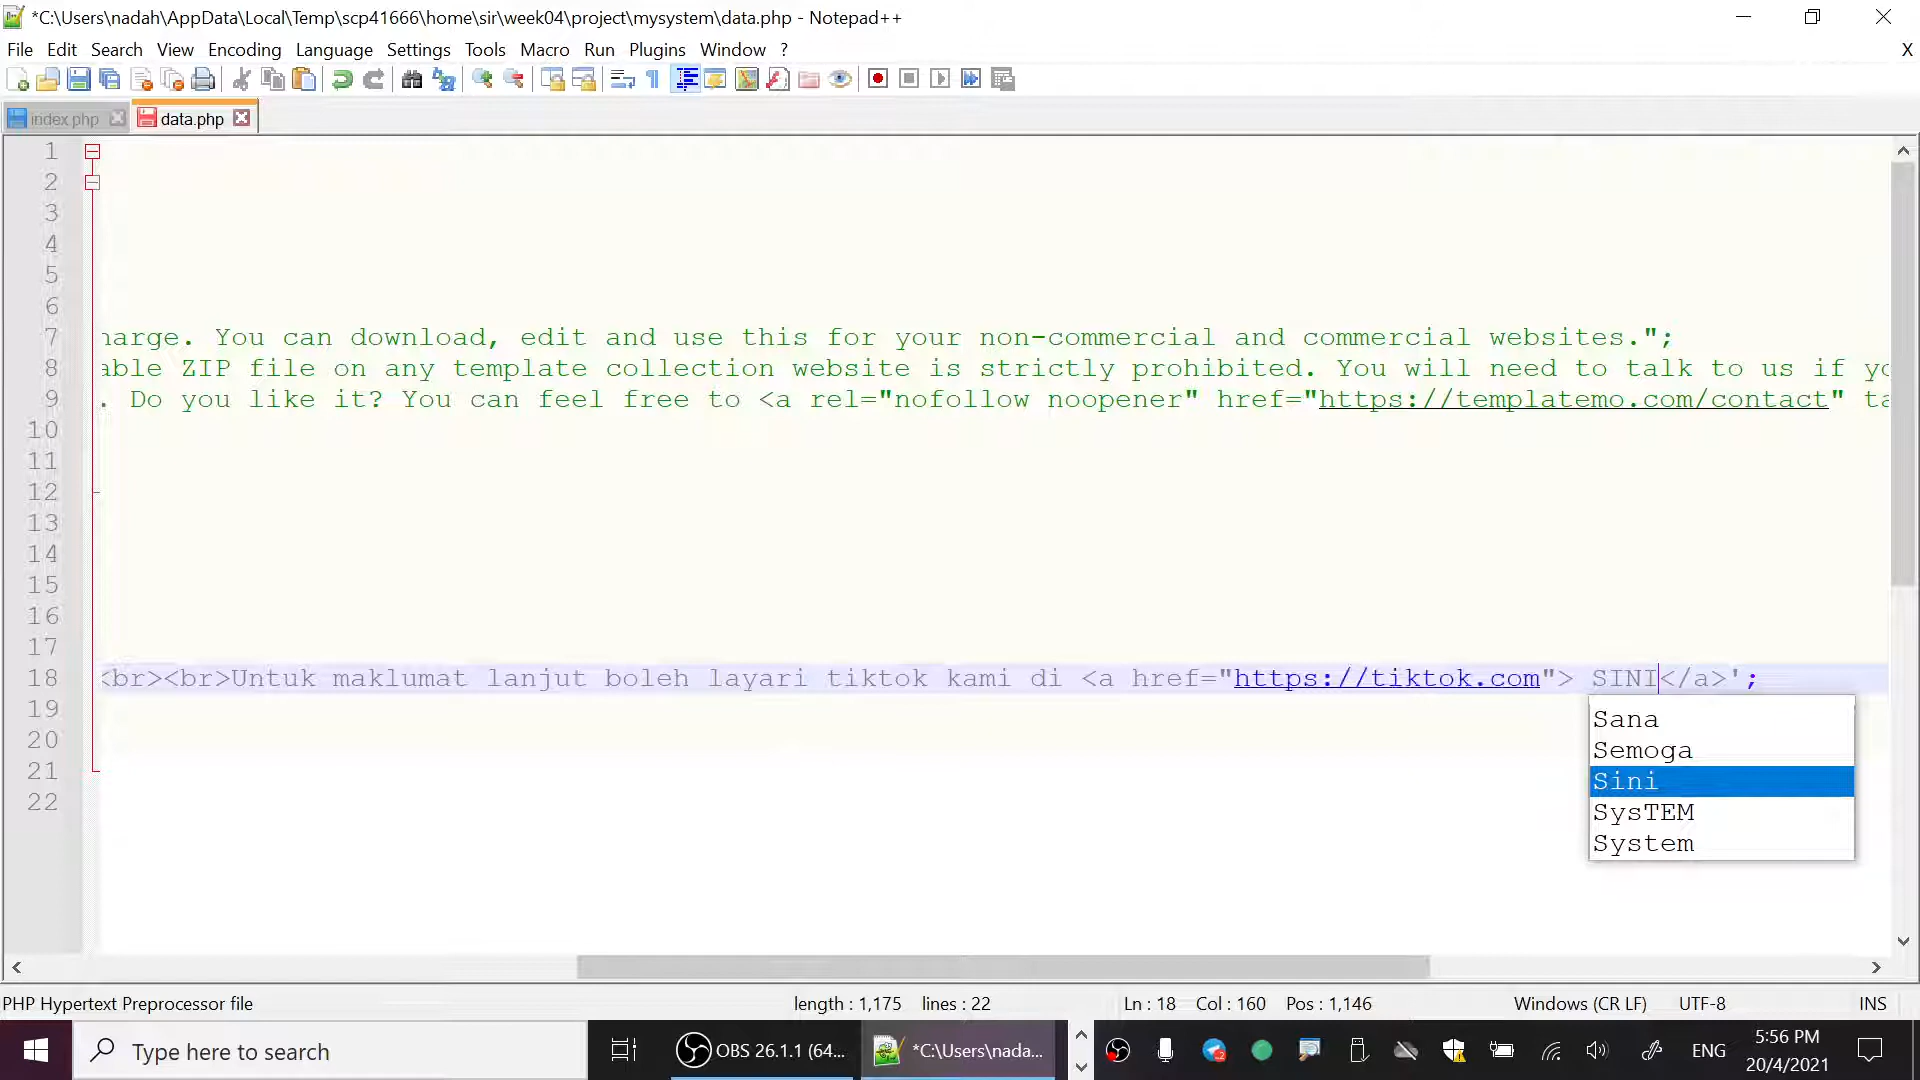 *C:\Users\nadah\AppData\Local\Temp\scp41666\home\sir\week04\project\mysystem\data.php - Notepad++
File Edit Search View Encoding Language Settings Tools Macro Run Plugins Window ? X
index.php data.php
1
2
3
4
5
6
7 harge. You can download, edit and use this for your non-commercial and commercial websites.";
8 able ZIP file on any template collection website is strictly prohibited. You will need to talk to us if yo
9 . Do you like it? You can feel free to <a rel="nofollow noopener" href="https://templatemo.com/contact" ta
10
11
12
13
14
15
16
17
18 <br><br>Untuk maklumat lanjut boleh layari tiktok kami di <a href="https://tiktok.com"> SINI</a>';
19
20
21
22
Sana
Semoga
Sini
SysTEM
System
PHP Hypertext Preprocessor file length : 1,175 lines : 22 Ln : 18 Col : 160 Pos : 1,146 Windows (CR LF) UTF-8 INS
Type here to search OBS 26.1.1 (64... *C:\Users\nada... ENG 5:56 PM
20/4/2021